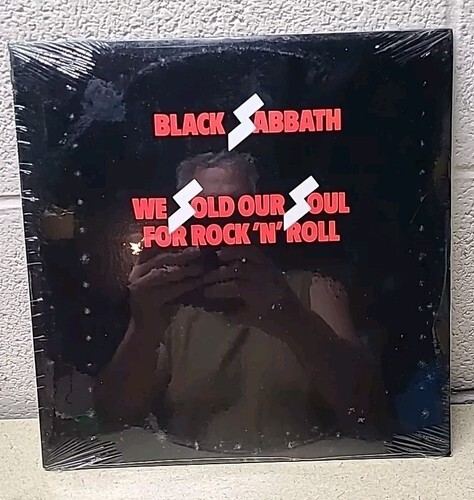 BLACK SABBATH
WE SOLD OUR SOUL
FOR ROCK 'N' ROLL